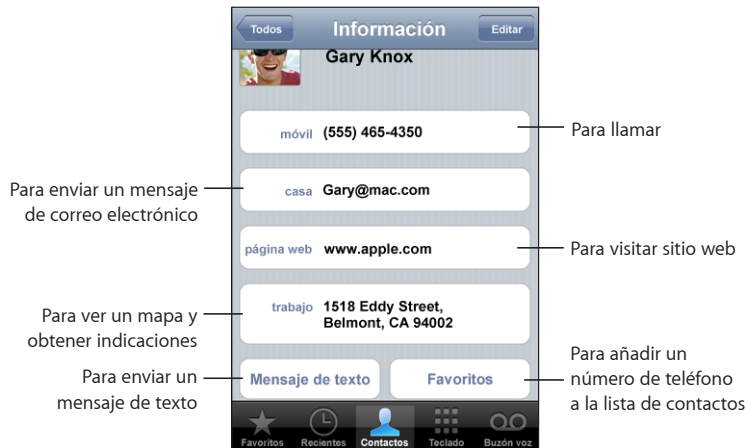 Todos
Información
Editar
Gary Knox
móvil (555) 465-4350
Para llamar
Para enviar un mensaje
de correo electrónico
casa Gary@mac.com
página web www.apple.com
Para visitar sitio web
Para ver un mapa y
obtener indicaciones
trabajo 1518 Eddy Street,
Belmont, CA 94002
Para enviar un
mensaje de texto
Mensaje de texto
Favoritos
Para añadir un
número de teléfono
a la lista de contactos
Favoritos
Recientes
Contactos
Teclado
Buzón voz